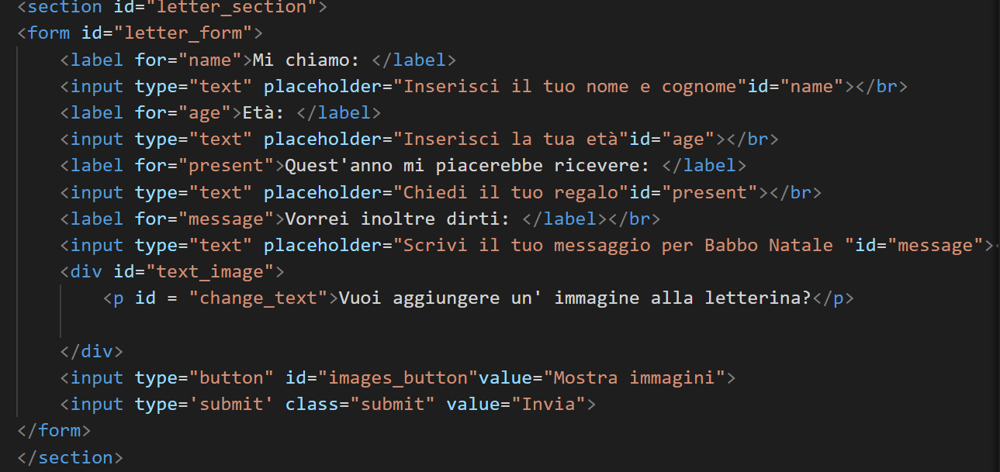 <section id="letter_section">
<form id="letter_form">
<label for="name">Mi chiamo: </label>
<input type="text" placeholder="Inserisci il tuo nome e cognome"id="name"></br>
<label for="age">Età: </label>
<input type="text" placeholder="Inserisci la tua età"id="age"></br>
<label for="present">Quest'anno mi piacerebbe ricevere: </label>
<input type="text" placeholder="Chiedi il tuo regalo"id="present"></br>
<label for="message">Vorrei inoltre dirti: </label></br>
<input type="text" placeholder="Scrivi il tuo messaggio per Babbo Natale "id="message"><
<div id="text_image">
<p id = "change_text">Vuoi aggiungere un' immagine alla letterina?</p>
</div>
<input type="button" id="images_button"value="Mostra immagini">
<input type='submit' class="submit" value="Invia">
</form>
</section>